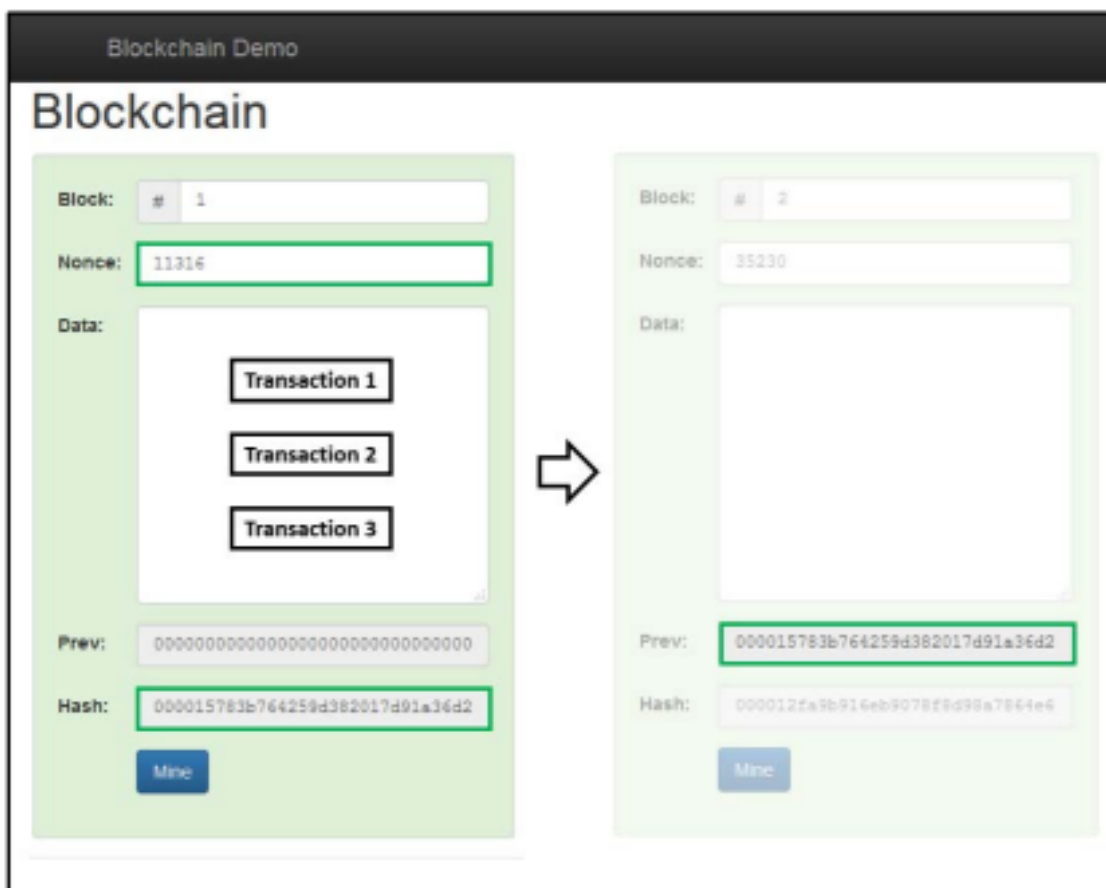 Blockchain Demo
Blockchain
Block: # 1
Nonce: 11316
Data:
Transaction 1
Transaction 2
Transaction 3
Prev: 00000000000000000000000000000000
Hash: 000015783b764259d382017d91a36d2
Mine
Block: # 2
Nonce: 35230
Data:
Prev: 000015783b764259d382017d91a36d2
Hash: 000012fa9b916eb9078f8d98a7864e6
Mine